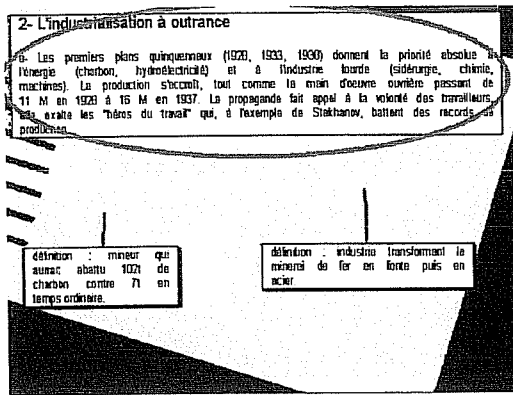 2- L'industrialisation à outrance
a- Les premiers plans quinquennaux (1928, 1933, 1938) donnent la priorité absolue à
l'énergie (charbon, hydroélectricité) et à l'industrie lourde (sidérurgie, chimie,
machines). La production s'accroît, tout comme la main d'oeuvre ouvrière passant de
11 M en 1928 à 16 M en 1937. La propagande fait appel à la volonté des travailleurs
exalte les "héros du travail" qui, à l'exemple de Stakhanov, battent des records de
production
définition : mineur qui
aurait abattu 102t de
charbon contre 7t en
temps ordinaire.
définition : industrie transformant le
minerai de fer en fonte puis en
acier